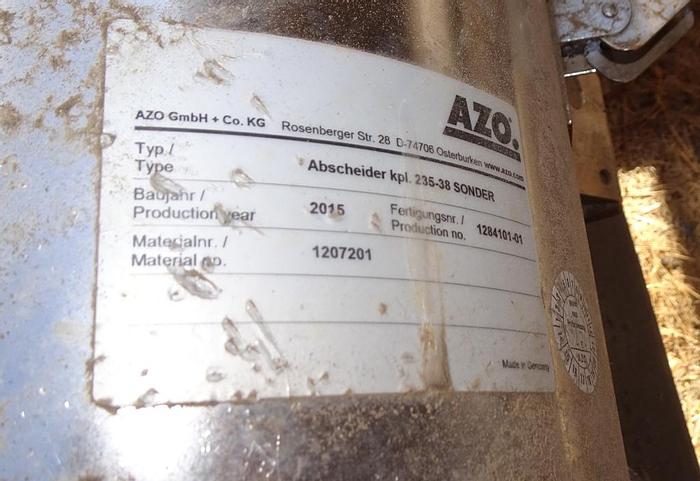 AZO.
AZO GmbH + Co. KG Rosenberger Str. 28 D-74706 Osterburken www.azo.com
Typ /
Type Abscheider kpl. 235-38 SONDER
Baujahr /
Production year 2015 Fertigungsnr. /
Production no. 1284101-01
Materialnr. /
Material no. 1207201
Made in Germany